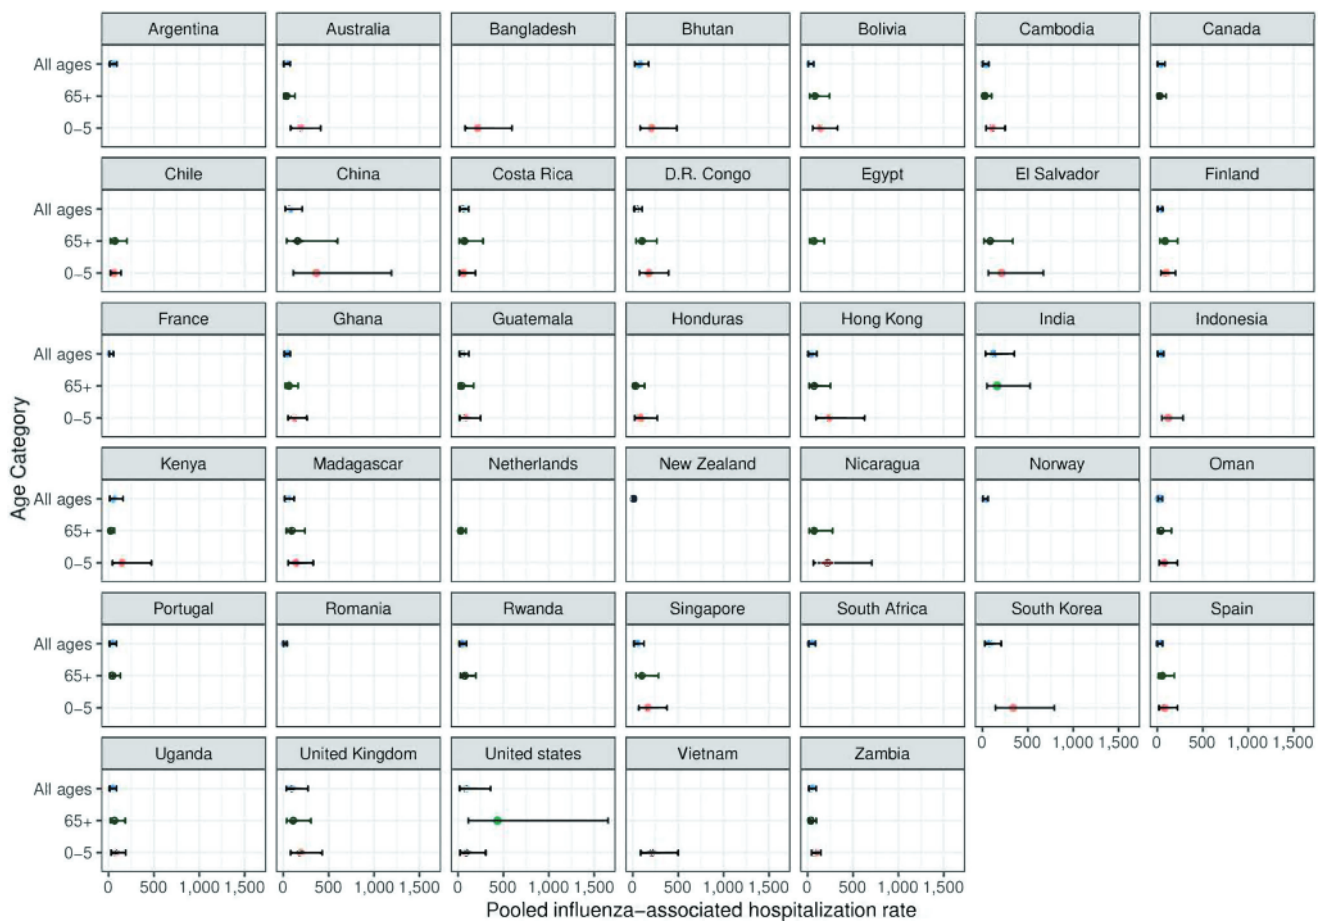 Argentina Australia Bangladesh Bhutan Bolivia Cambodia Canada
All ages
65+
0−5
Chile China Costa Rica D.R. Congo Egypt El Salvador Finland
All ages
65+
0−5
France Ghana Guatemala Honduras Hong Kong India Indonesia
All ages
65+
0−5
Age Category
Kenya Madagascar Netherlands New Zealand Nicaragua Norway Oman
All ages
65+
0−5
Portugal Romania Rwanda Singapore South Africa South Korea Spain
All ages
65+
0−5
0 500 1,000 1,500 0 500 1,000 1,500
Uganda United Kingdom United states Vietnam Zambia
All ages
65+
0−5
0 500 1,000 1,500 0 500 1,000 1,500 0 500 1,000 1,500 0 500 1,000 1,500 0 500 1,000 1,500
Pooled influenza−associated hospitalization rate